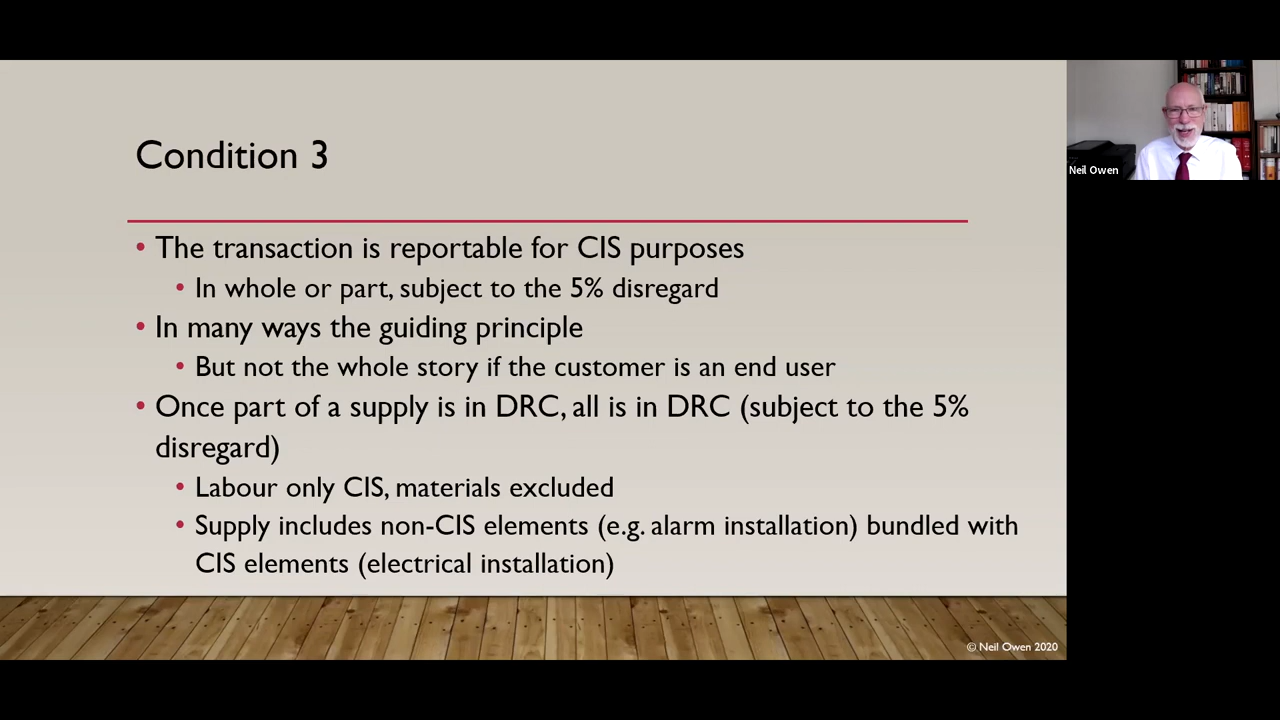 Condition 3
• The transaction is reportable for CIS purposes
• In whole or part, subject to the 5% disregard
• In many ways the guiding principle
• But not the whole story if the customer is an end user
• Once part of a supply is in DRC, all is in DRC (subject to the 5%
disregard)
• Labour only CIS, materials excluded
• Supply includes non-CIS elements (e.g. alarm installation) bundled with
CIS elements (electrical installation)
© Neil Owen 2020
Neil Owen